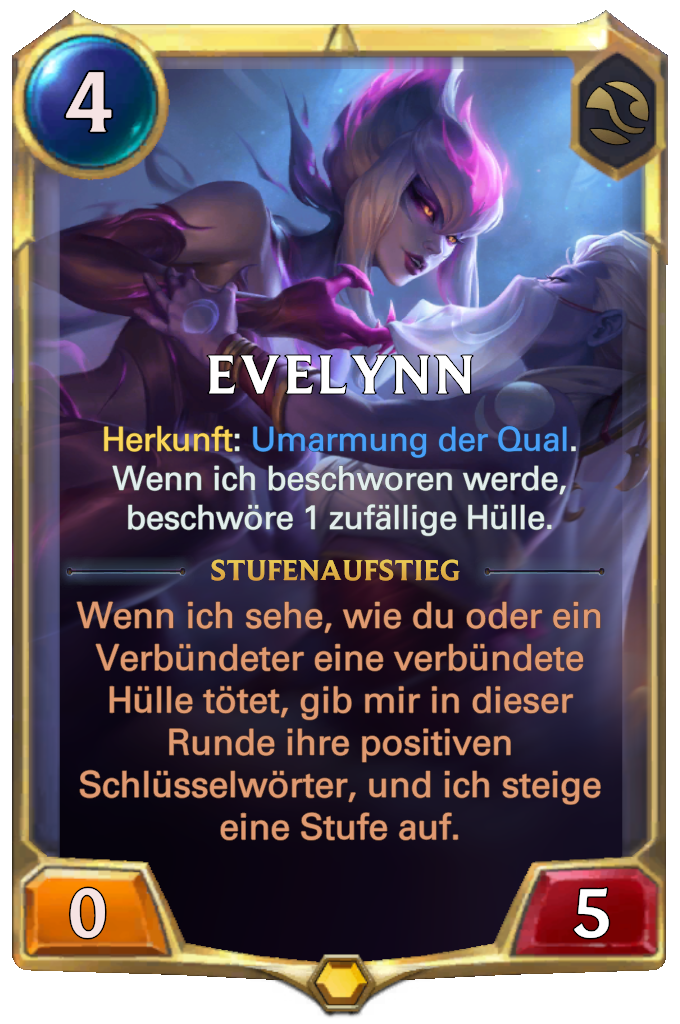 4
EVELYNN
Herkunft: Umarmung der Qual.
Wenn ich beschworen werde,
beschwöre 1 zufällige Hülle.
STUFENAUFSTIEG
Wenn ich sehe, wie du oder ein
Verbündeter eine verbündete
Hülle tötet, gib mir in dieser
Runde ihre positiven
Schlüsselwörter, und ich steige
eine Stufe auf.
0
5